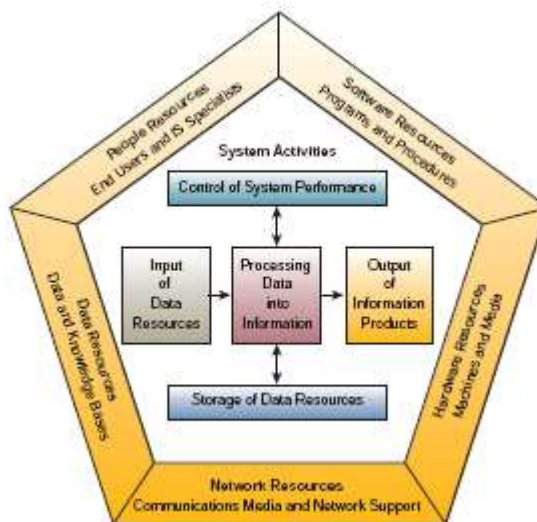 People Resources
End Users and IS Specialists
Software Resources
Programs and Procedures
System Activities
Control of System Performance
Input
of
Data
Resources
Processing
Data
into
Information
Output
of
Information
Products
Storage of Data Resources
Data Resources
Data and Knowledge Bases
Hardware Resources
Machines and Media
Network Resources
Communications Media and Network Support